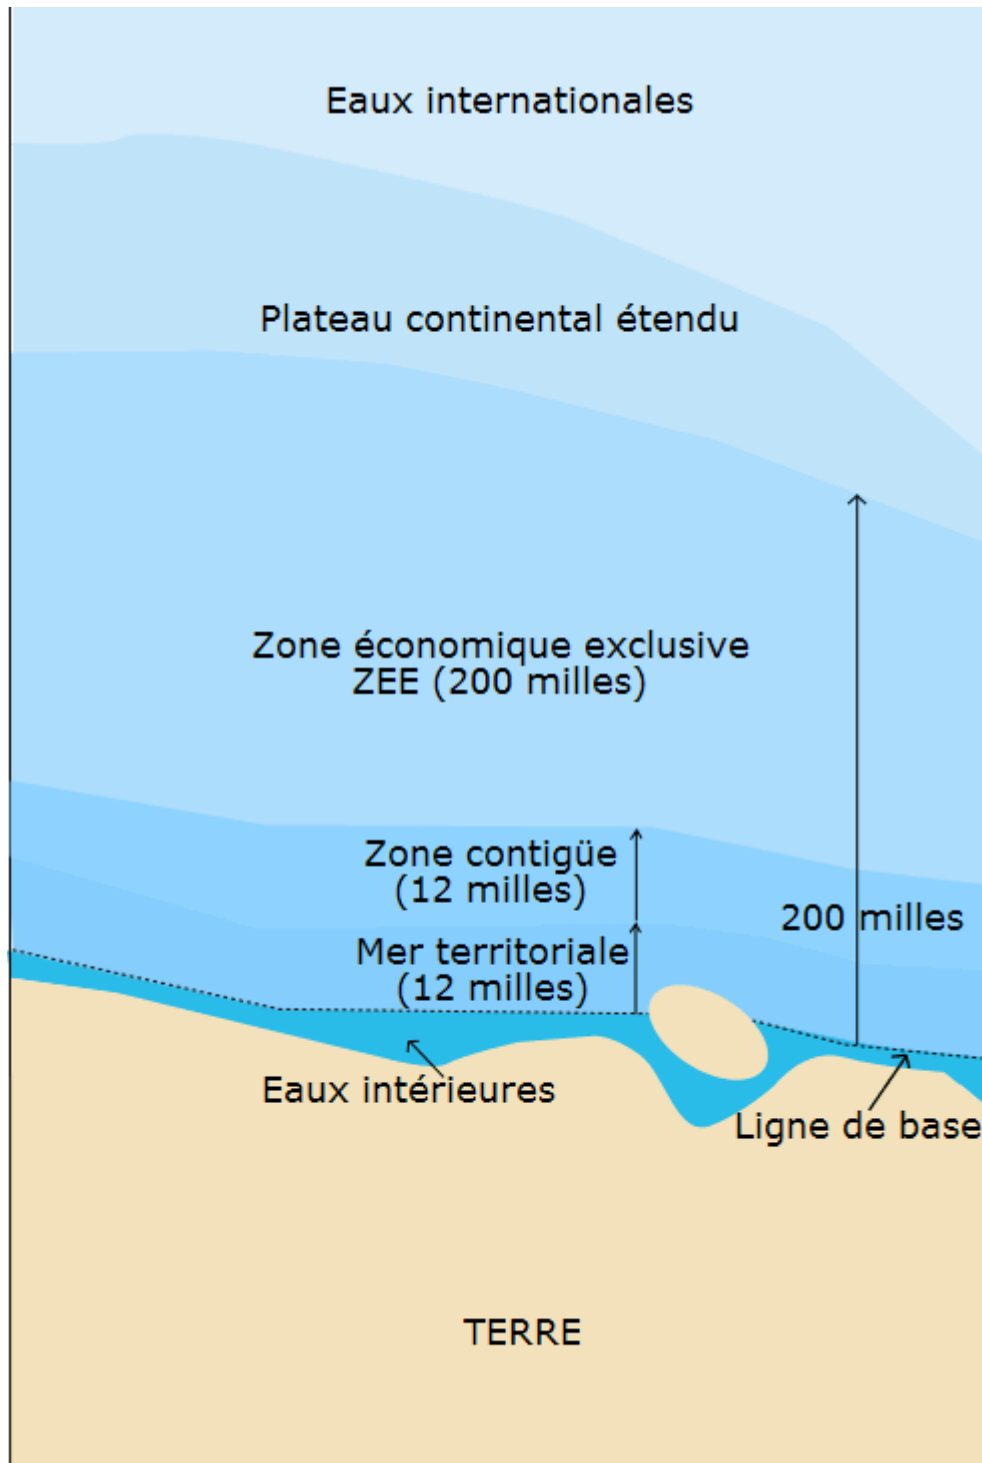 Eaux internationales
Plateau continental étendu
Zone économique exclusive
ZEE (200 milles)
Zone contigüe
(12 milles)
200 milles
Mer territoriale
(12 milles)
Eaux intérieures
Ligne de base
TERRE